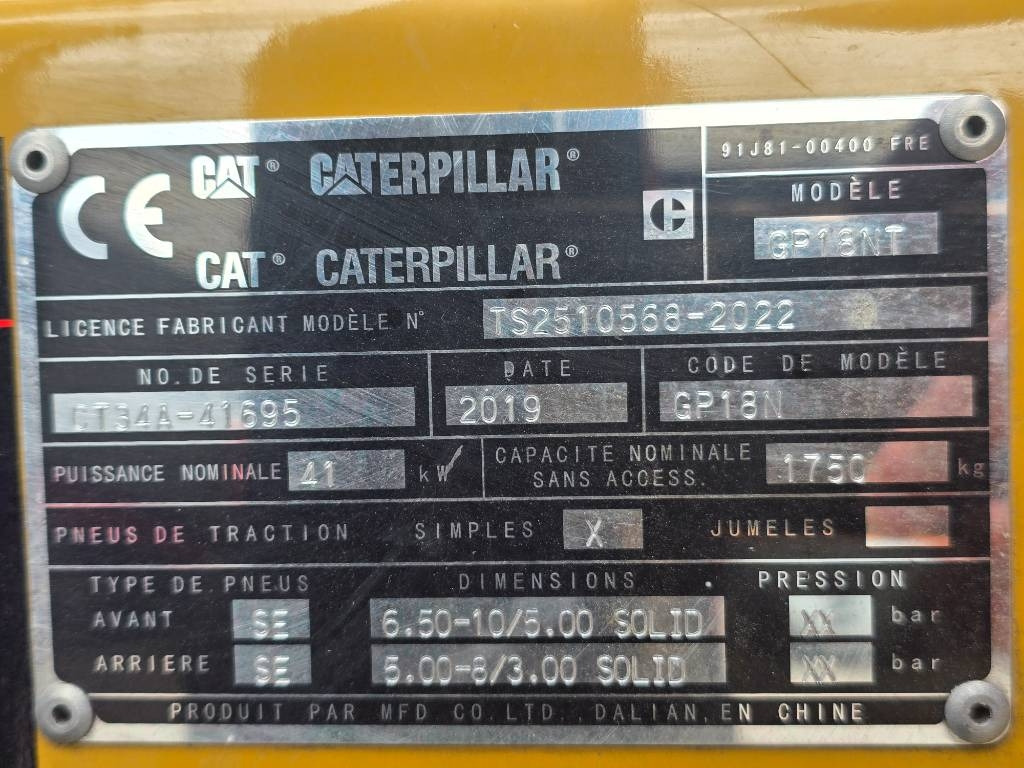 CE
CAT® CATERPILLAR®
CAT® CATERPILLAR®
C
91J81-00400 FRE
MODÈLE
GP18NT
LICENCE FABRICANT MODÈLE N° TS2510568-2022
NO. DE SERIE
CT34A-41695
DATE
2019
CODE DE MODÈLE
GP18N
PUISSANCE NOMINALE 41 kW
CAPACITE NOMINALE
SANS ACCESS. 1750 kg
PNEUS DE TRACTION SIMPLES X JUMELES
TYPE DE PNEUS DIMENSIONS PRESSION
AVANT SE 6.50-10/5.00 SOLID XX bar
ARRIERE SE 5.00-8/3.00 SOLID XX bar
PRODUIT PAR MFD CO.LTD., DALIAN, EN CHINE